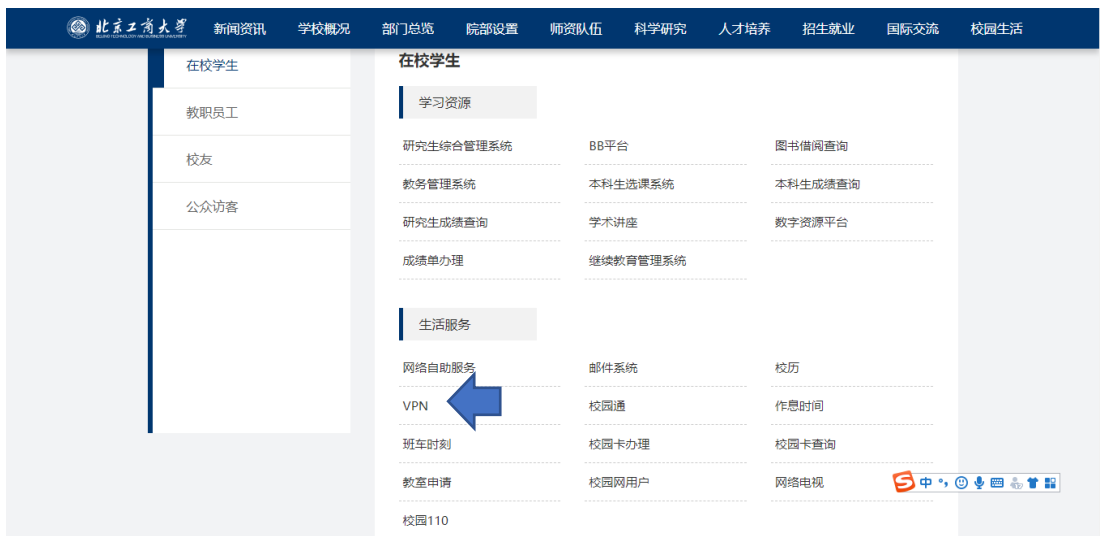 北京工商大学 新闻资讯 学校概况 部门总览 院部设置 师资队伍 科学研究 人才培养 招生就业 国际交流 校园生活
在校学生
教职员工
校友
公众访客
在校学生
学习资源
研究生综合管理系统 BB平台 图书借阅查询
教务管理系统 本科生选课系统 本科生成绩查询
研究生成绩查询 学术讲座 数字资源平台
成绩单办理 继续教育管理系统
生活服务
网络自助服务 邮件系统 校历
VPN 校园通 作息时间
班车时刻 校园卡办理 校园卡查询
教室申请 校园网用户 网络电视
校园110
S 中